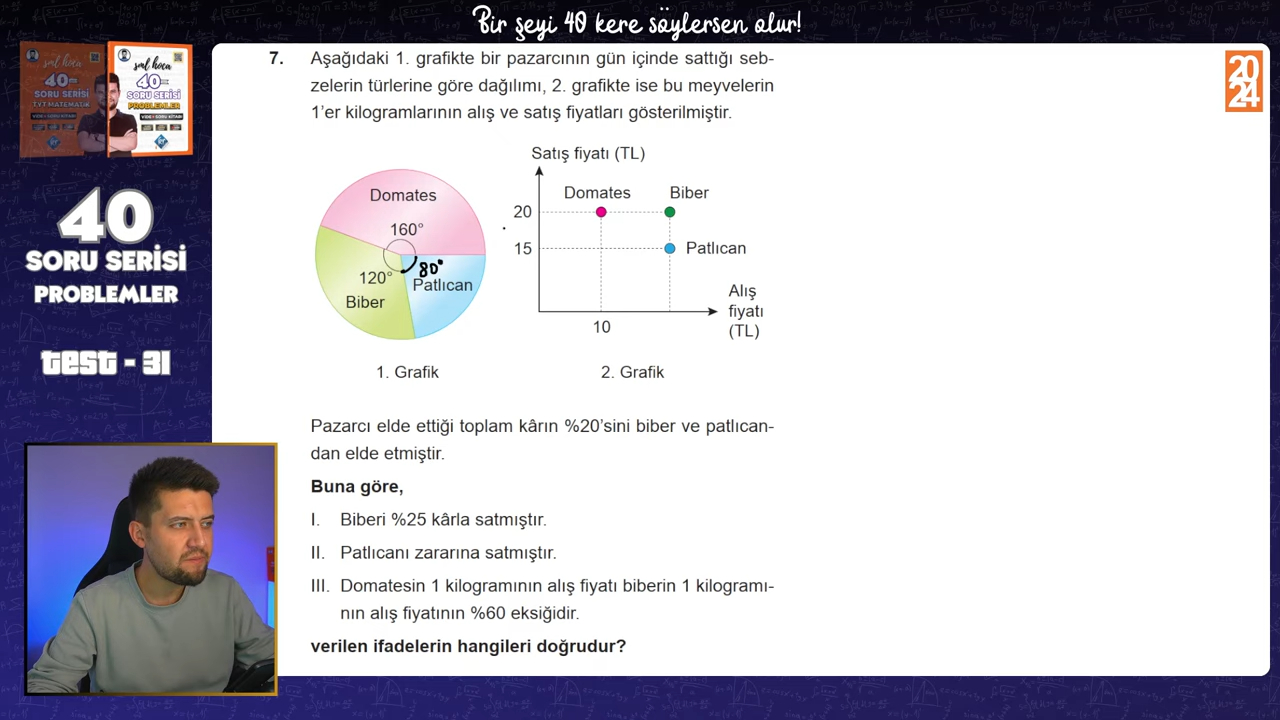 Bir şeyi 40 kere söylersen olur!
40
SORU SERİSİ
PROBLEMLER
TEST - 31
2024
7. Aşağıdaki 1. grafikte bir pazarcının gün içinde sattığı seb-
zelerin türlerine göre dağılımı, 2. grafikte ise bu meyvelerin
1'er kilogramlarının alış ve satış fiyatları gösterilmiştir.
Domates
160°
120°
Biber
80°
Patlıcan
1. Grafik
Satış fiyatı (TL)
Domates
Biber
20
15
Patlıcan
Alış
fiyatı
(TL)
10
2. Grafik
Pazarcı elde ettiği toplam kârın %20'sini biber ve patlıcan-
dan elde etmiştir.
Buna göre,
I. Biberi %25 kârla satmıştır.
II. Patlıcanı zararına satmıştır.
III. Domatesin 1 kilogramının alış fiyatı biberin 1 kilogramı-
nın alış fiyatının %60 eksiğidir.
verilen ifadelerin hangileri doğrudur?